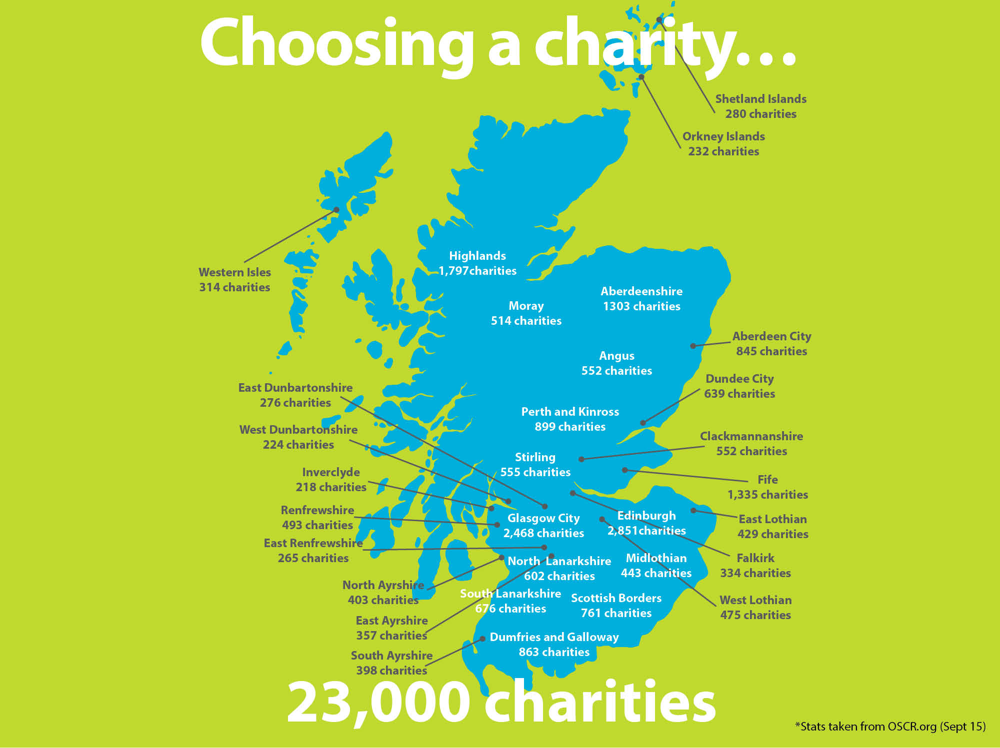 Choosing a charity...
Shetland Islands
280 charities
Orkney Islands
232 charities
Highlands
1,797charities
Western Isles
314 charities
Aberdeenshire
1303 charities
Moray
514 charities
Aberdeen City
845 charities
Angus
552 charities
Dundee City
639 charities
East Dunbartonshire
276 charities
Perth and Kinross
899 charities
West Dunbartonshire
224 charities
Clackmannanshire
552 charities
Stirling
555 charities
Inverclyde
218 charities
Fife
1,335 charities
Renfrewshire
493 charities
Glasgow City
2,468 charities
Edinburgh
2,851charities
East Lothian
429 charities
East Renfrewshire
265 charities
North Lanarkshire
602 charities
Midlothian
443 charities
Falkirk
334 charities
North Ayrshire
403 charities
South Lanarkshire
676 charities
Scottish Borders
761 charities
West Lothian
475 charities
East Ayrshire
357 charities
Dumfries and Galloway
863 charities
South Ayrshire
398 charities
23,000 charities
*Stats taken from OSCR.org (Sept 15)